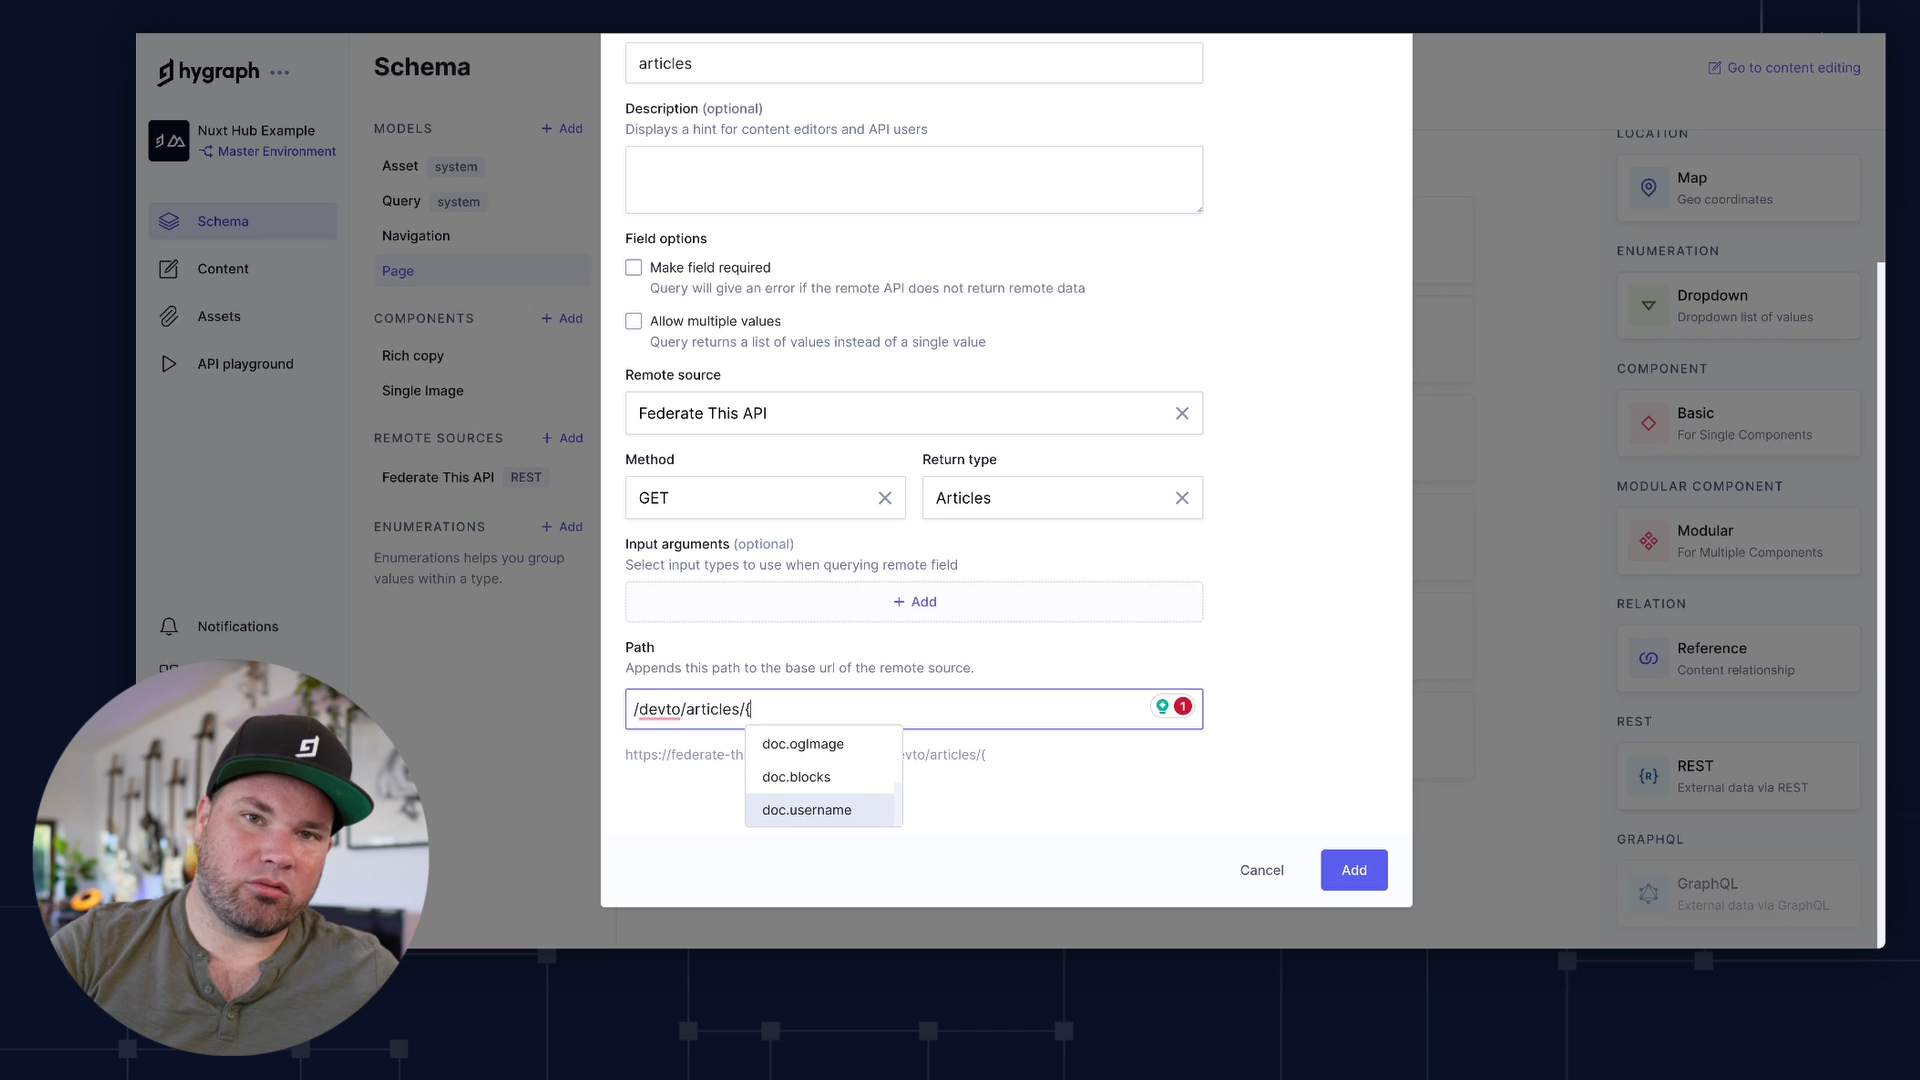 hygraph
Nuxt Hub Example
Master Environment
Schema
Content
Assets
API playground
Notifications
Schema
MODELS
+ Add
Asset system
Query system
Navigation
Page
COMPONENTS
+ Add
Rich copy
Single Image
REMOTE SOURCES
+ Add
Federate This API REST
ENUMERATIONS
+ Add
Enumerations helps you group
values within a type.
articles
Description (optional)
Displays a hint for content editors and API users
Field options
Make field required
Query will give an error if the remote API does not return remote data
Allow multiple values
Query returns a list of values instead of a single value
Remote source
Federate This API
Method
Return type
GET
Articles
Input arguments (optional)
Select input types to use when querying remote field
+ Add
Path
Appends this path to the base url of the remote source.
/devto/articles/{
1
https://federate-th
vto/articles/{
doc.ogImage
doc.blocks
doc.username
Cancel
Add
Go to content editing
LOCATION
Map
Geo coordinates
ENUMERATION
Dropdown
Dropdown list of values
COMPONENT
Basic
For Single Components
MODULAR COMPONENT
Modular
For Multiple Components
RELATION
Reference
Content relationship
REST
{R}
REST
External data via REST
GRAPHQL
GraphQL
External data via GraphQL